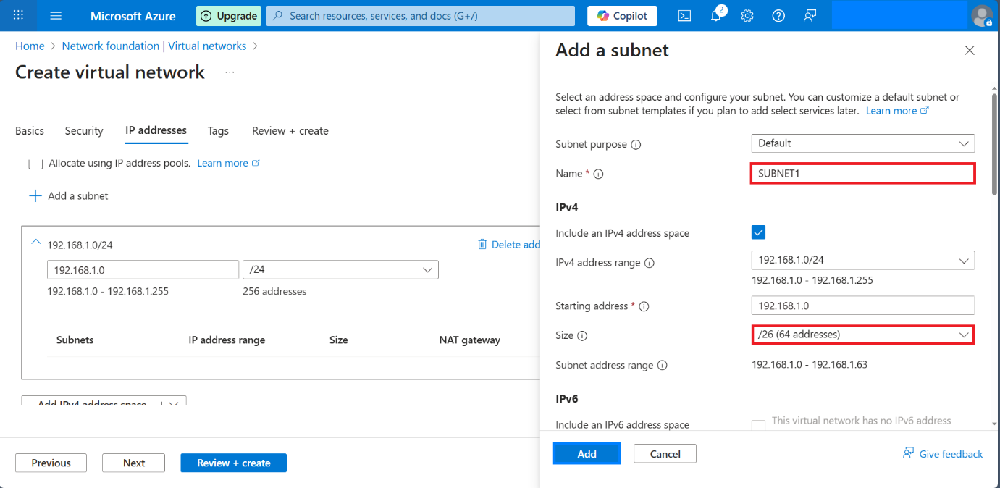 Microsoft Azure
Upgrade
Search resources, services, and docs (G+/)
Copilot
2
Home > Network foundation | Virtual networks >
Create virtual network ...
Basics
Security
IP addresses
Tags
Review + create
Allocate using IP address pools. Learn more
+ Add a subnet
192.168.1.0/24
Delete add
192.168.1.0
/24
192.168.1.0 - 192.168.1.255
256 addresses
Subnets
IP address range
Size
NAT gateway
Add IPv4 address space
Previous
Next
Review + create
Add a subnet
Select an address space and configure your subnet. You can customize a default subnet or
select from subnet templates if you plan to add select services later. Learn more
Subnet purpose
Default
Name *
SUBNET1
IPv4
Include an IPv4 address space
IPv4 address range
192.168.1.0/24
192.168.1.0 - 192.168.1.255
Starting address *
192.168.1.0
Size
/26 (64 addresses)
Subnet address range
192.168.1.0 - 192.168.1.63
IPv6
Include an IPv6 address space
This virtual network has no IPv6 address
Add
Cancel
Give feedback